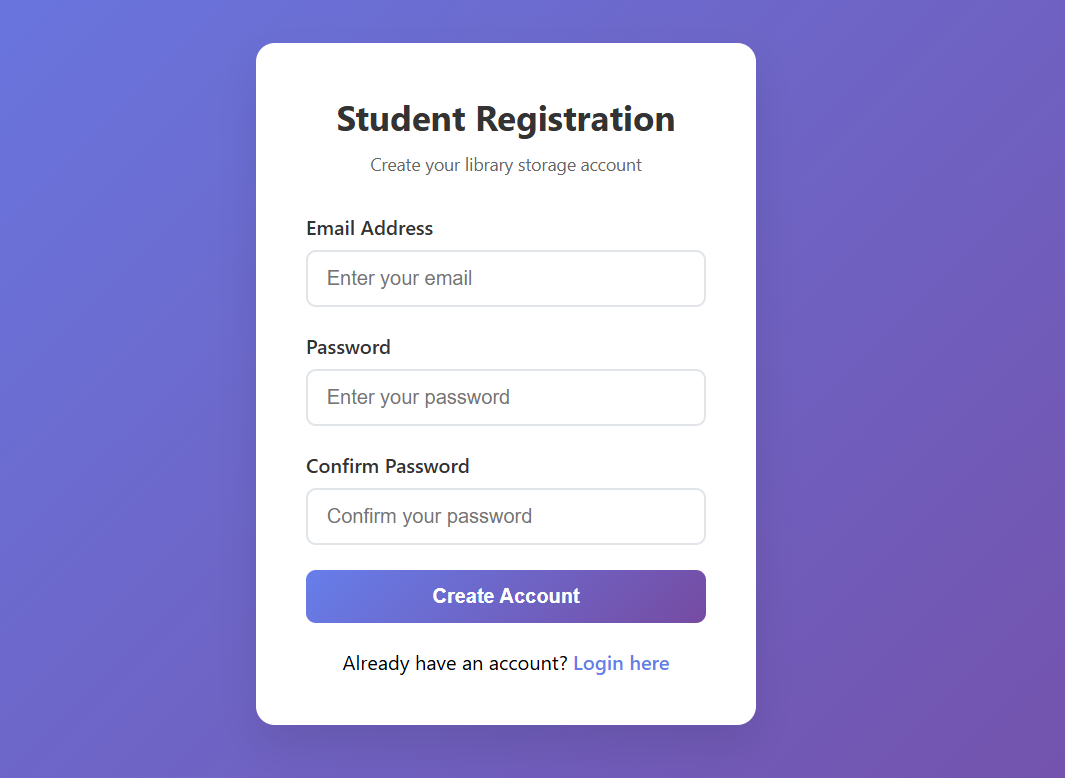 Student Registration
Create your library storage account
Email Address
Enter your email
Password
Enter your password
Confirm Password
Confirm your password
Create Account
Already have an account? Login here